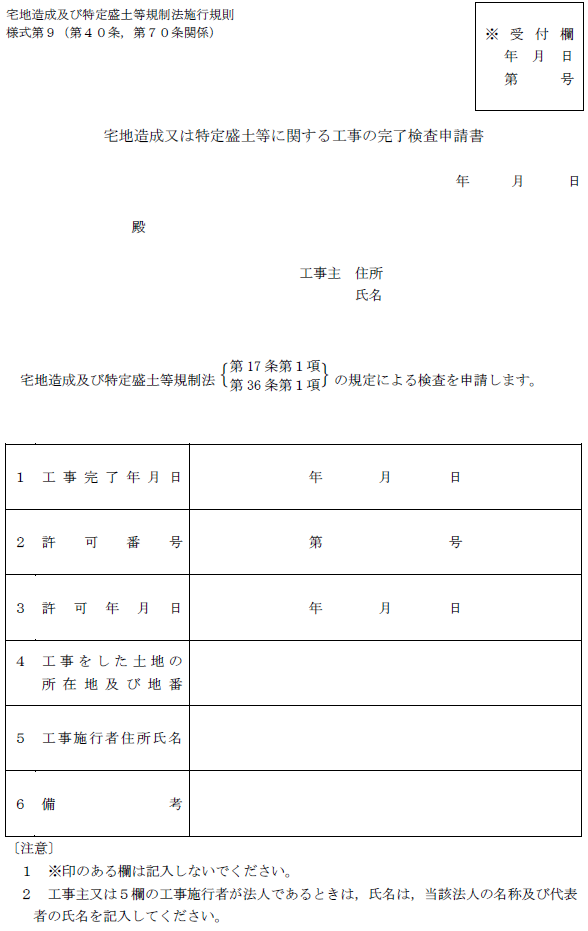 宅地造成及び特定盛土等規制法施行規則
様式第９（第４０条，第７０条関係）
※ 受 付 欄
年 月 日
第 号
宅地造成又は特定盛土等に関する工事の完了検査申請書
年 月 日
殿
工事主 住所
氏名
宅地造成及び特定盛土等規制法{第 17 条第１項 第 36 条第１項}の規定による検査を申請します。
１ 工事完了年月日 年 月 日
２ 許可番号 第 号
３ 許可年月日 年 月 日
４ 工事をした土地の
所在地及び地番
５ 工事施行者住所氏名
６ 備考
〔注意〕
１ ※印のある欄は記入しないでください。
２ 工事主又は５欄の工事施行者が法人であるときは，氏名は，当該法人の名称及び代表
者の氏名を記入してください。